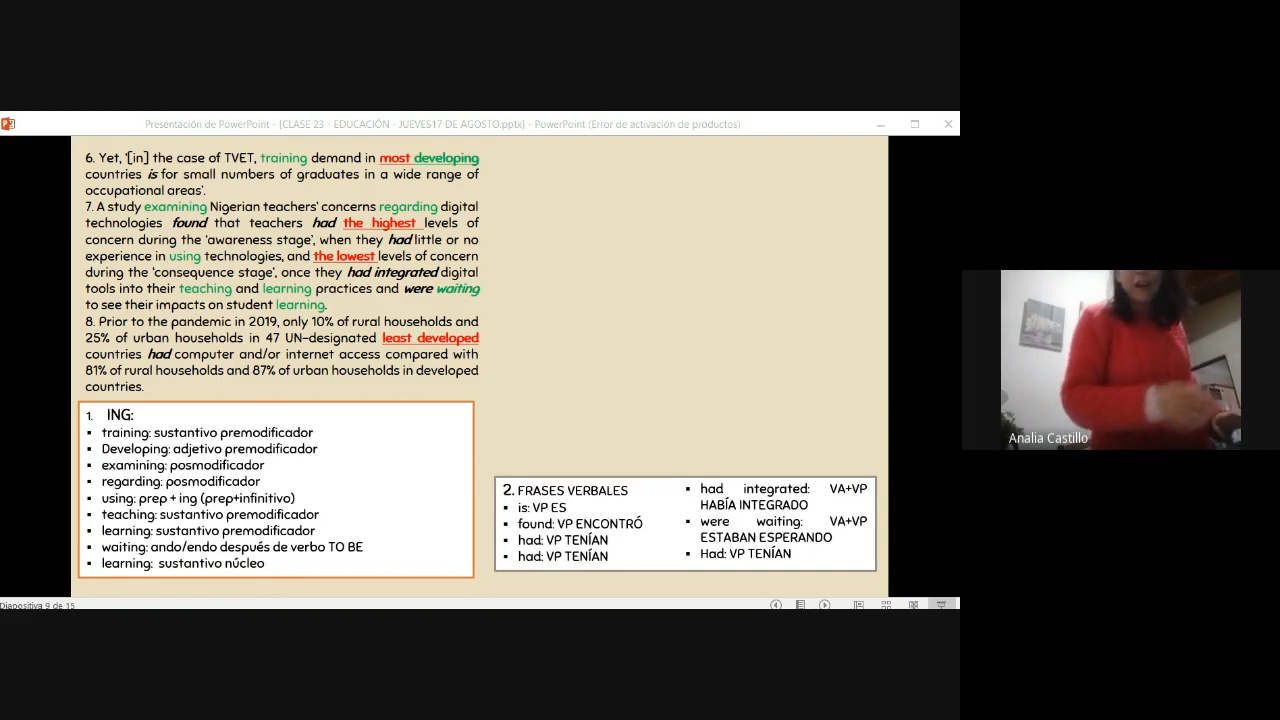 Presentación de PowerPoint - [CLASE 23 - EDUCACIÓN - JUEVES17 DE AGOSTO.pptx] - PowerPoint (Error de activación de productos)
6. Yet, '[in] the case of TVET, training demand in most developing
countries is for small numbers of graduates in a wide range of
occupational areas'.
7. A study examining Nigerian teachers' concerns regarding digital
technologies found that teachers had the highest levels of
concern during the 'awareness stage', when they had little or no
experience in using technologies, and the lowest levels of concern
during the 'consequence stage', once they had integrated digital
tools into their teaching and learning practices and were waiting
to see their impacts on student learning.
8. Prior to the pandemic in 2019, only 10% of rural households and
25% of urban households in 47 UN-designated least developed
countries had computer and/or internet access compared with
81% of rural households and 87% of urban households in developed
countries.
1. ING:
▪ training: sustantivo premodificador
▪ Developing: adjetivo premodificador
▪ examining: posmodificador
▪ regarding: posmodificador
▪ using: prep + ing (prep+infinitivo)
▪ teaching: sustantivo premodificador
▪ learning: sustantivo premodificador
▪ waiting: ando/endo después de verbo TO BE
▪ learning: sustantivo núcleo
2. FRASES VERBALES
▪ is: VP ES
▪ found: VP ENCONTRÓ
▪ had: VP TENÍAN
▪ had: VP TENÍAN
▪ had integrated: VA+VP
HABÍA INTEGRADO
▪ were waiting: VA+VP
ESTABAN ESPERANDO
▪ Had: VP TENÍAN
Diapositiva 9 de 15
Analia Castillo